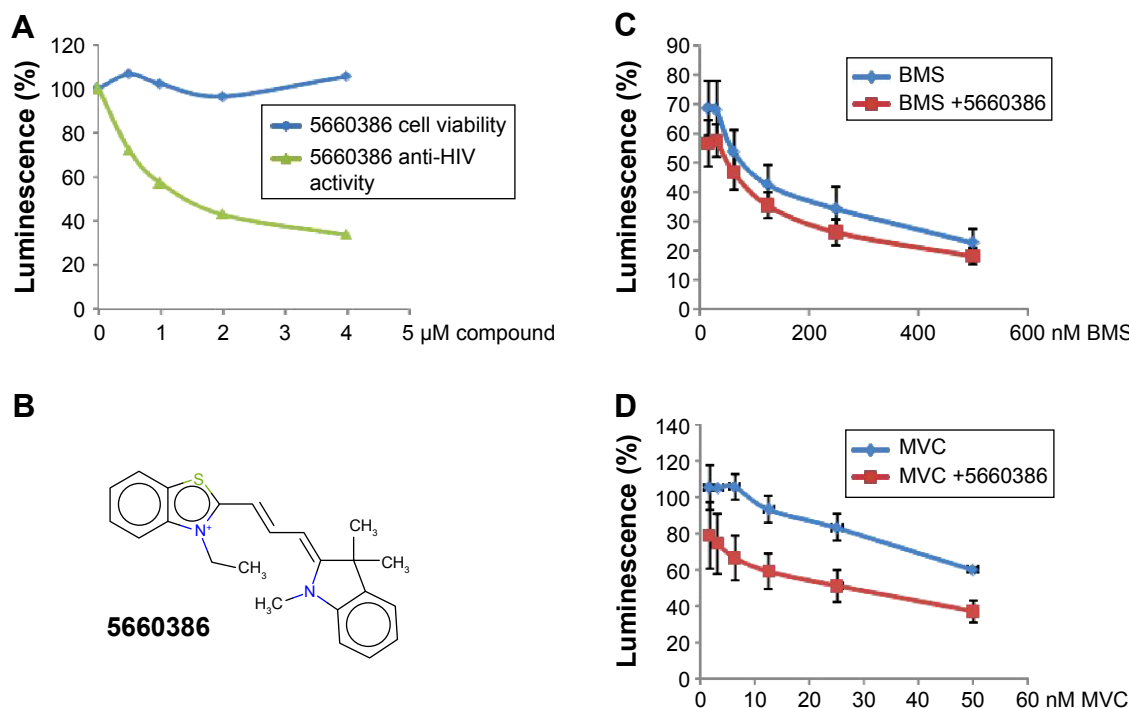 A
Luminescence (%)
120
100
80
60
40
20
0
0 1 2 3 4 5 µM compound
5660386 cell viability
5660386 anti-HIV
activity
B
S
N+
CH3
CH3
CH3
H3C
N
5660386
C
Luminescence (%)
90
80
70
60
50
40
30
20
10
0
0 200 400 600 nM BMS
BMS
BMS +5660386
D
Luminescence (%)
140
120
100
80
60
40
20
0
0 10 20 30 40 50 60 nM MVC
MVC
MVC +5660386